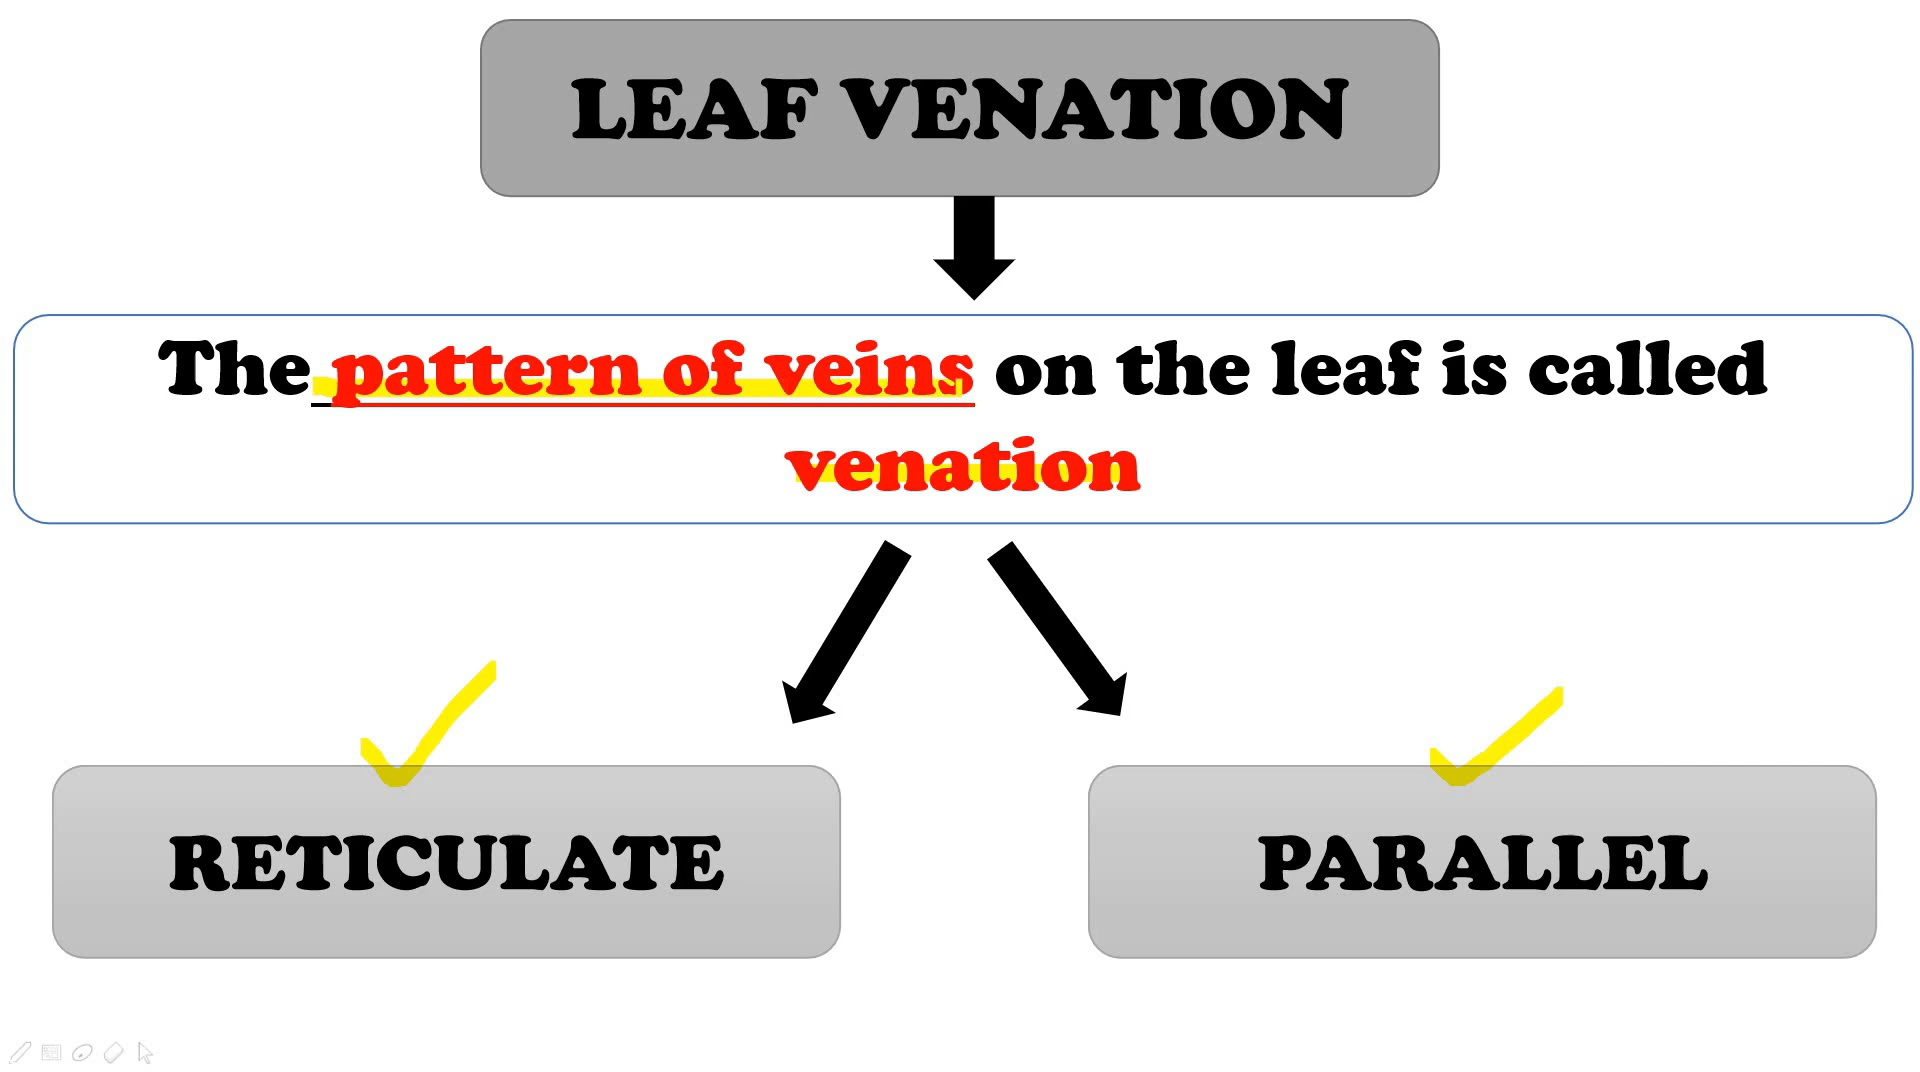 LEAF VENATION
The pattern of veins on the leaf is called
venation
RETICULATE
PARALLEL